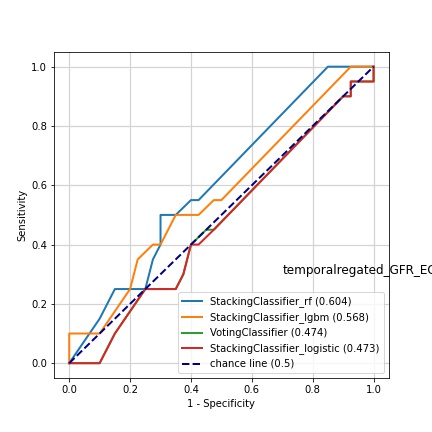 1.0
0.8
0.6
0.4
0.2
0.0
Sensitivity
temporalregated_GFR_EC
StackingClassifier_rf (0.604)
StackingClassifier_lgbm (0.568)
VotingClassifier (0.474)
StackingClassifier_logistic (0.473)
chance line (0.5)
0.0 0.2 0.4 0.6 0.8 1.0
1 - Specificity